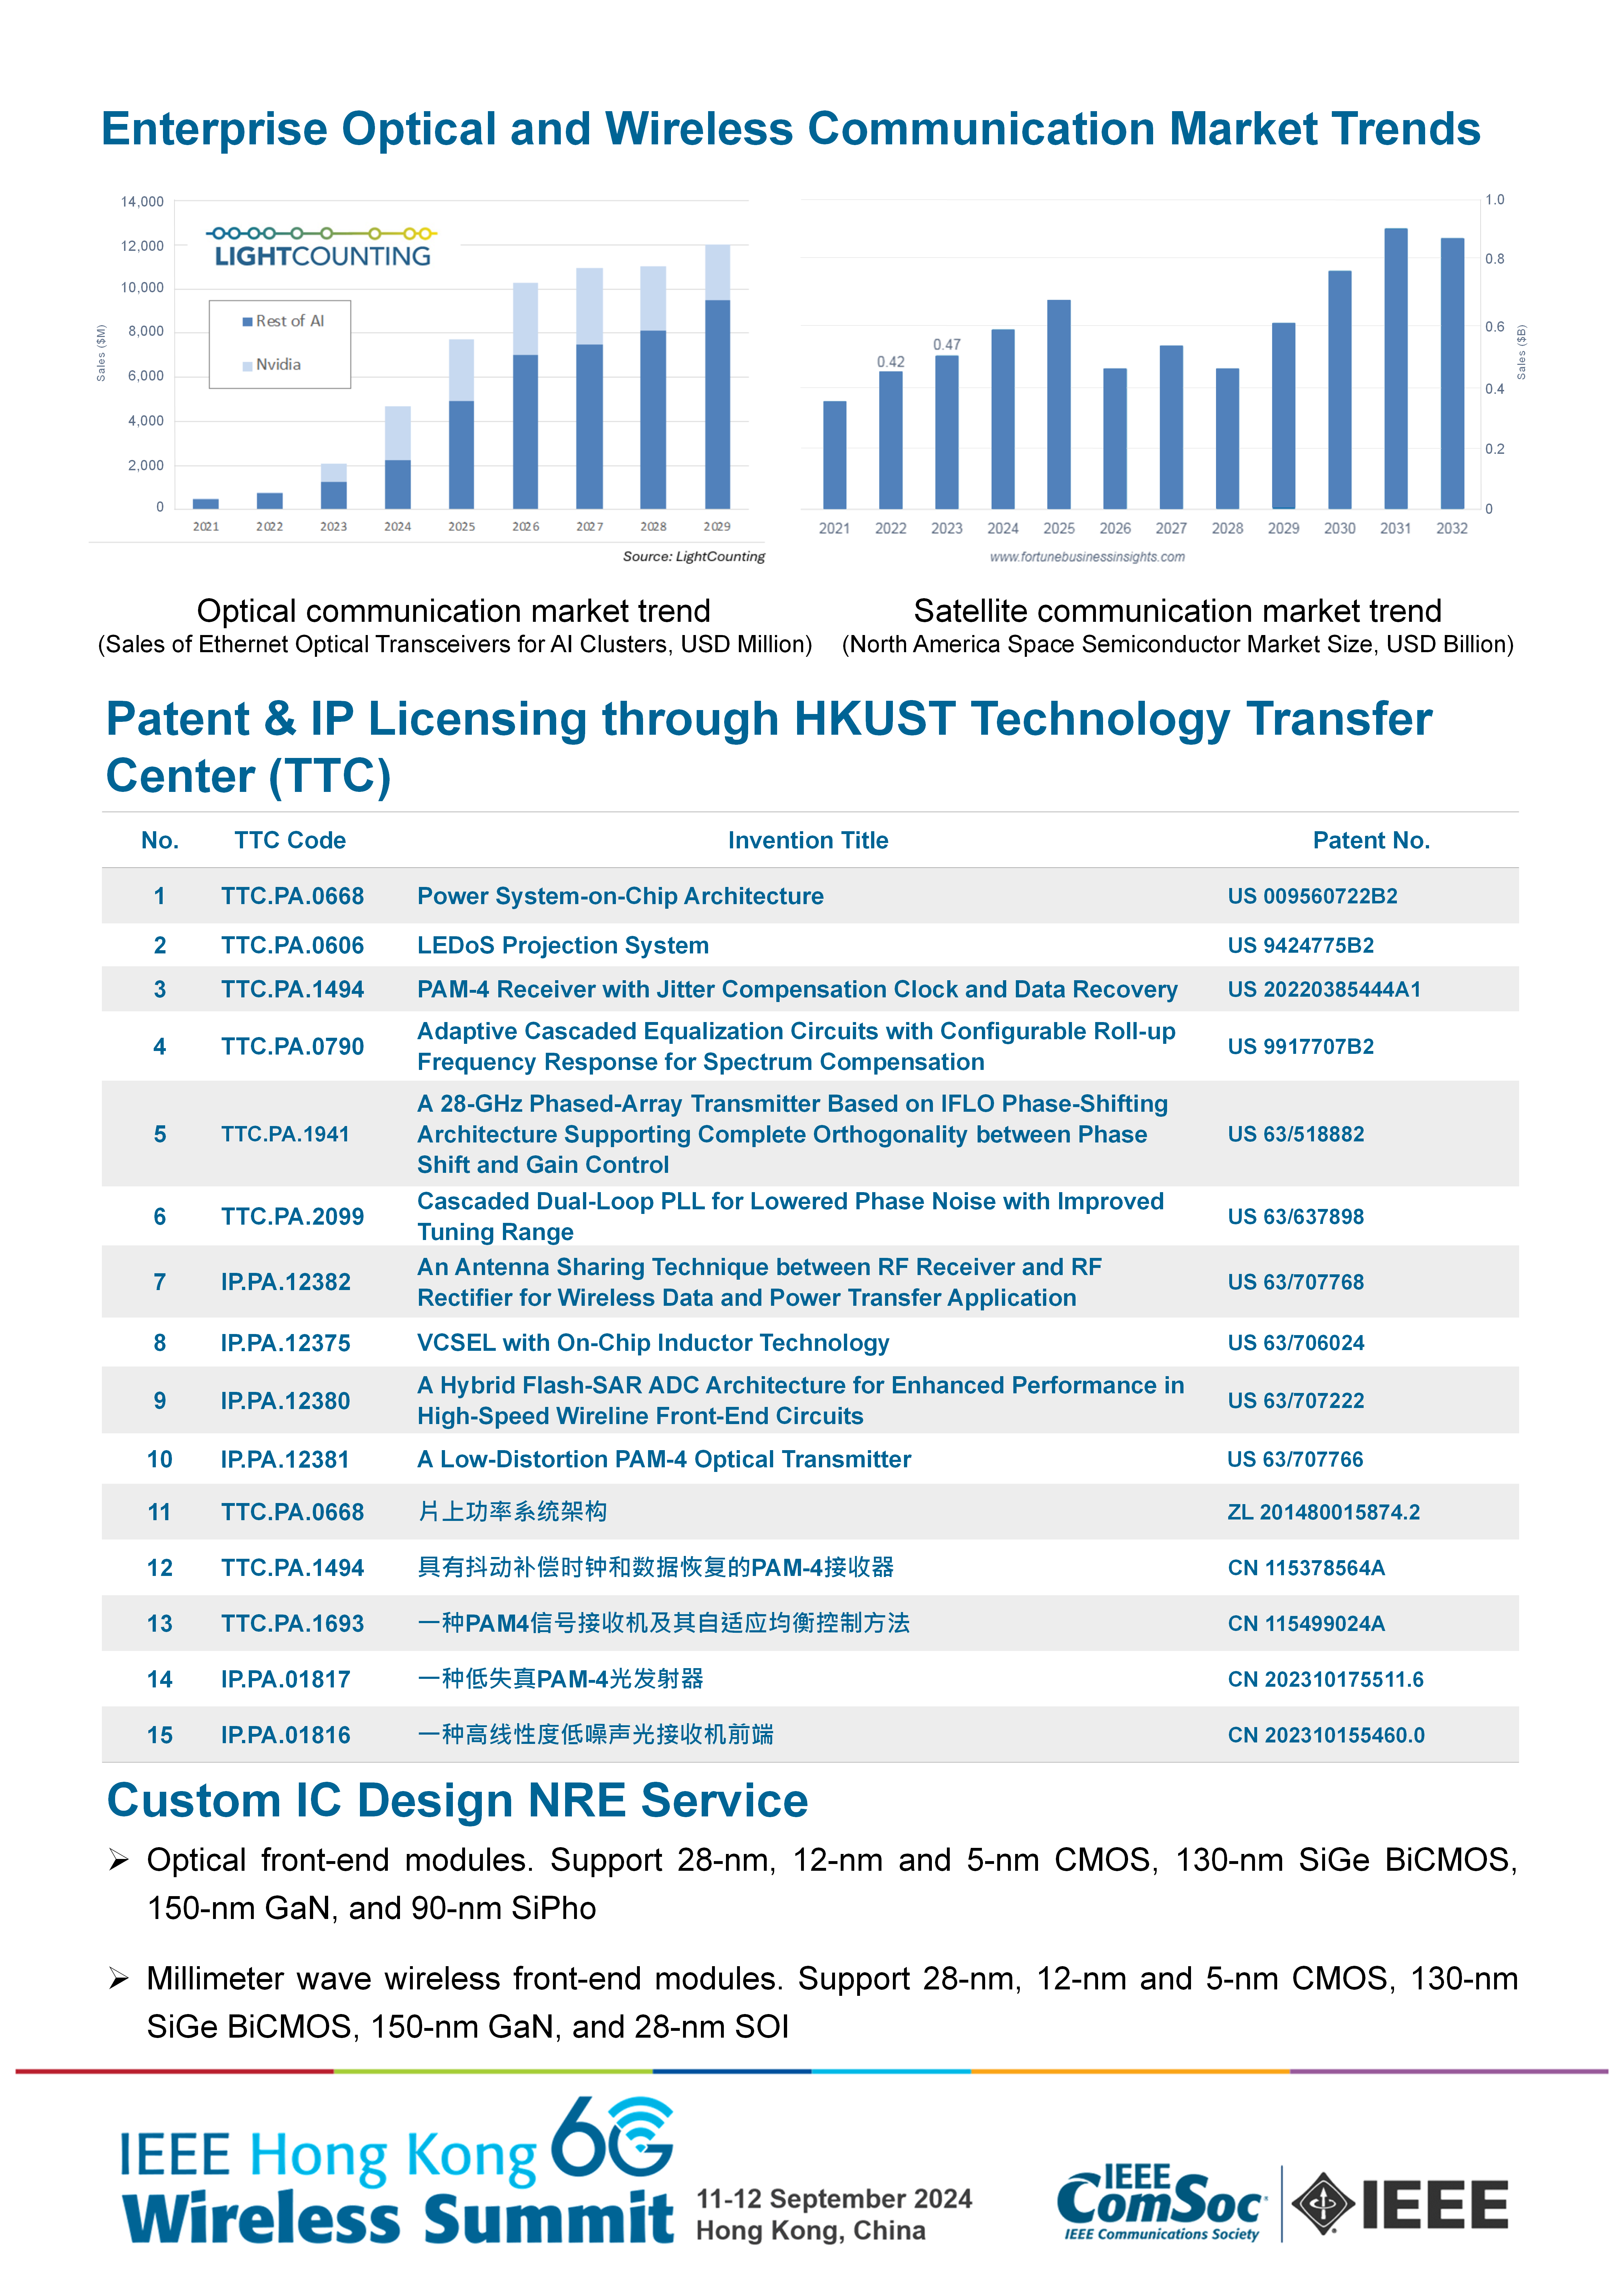 Enterprise Optical and Wireless Communication Market Trends
14,000
12,000
10,000
8,000
6,000
4,000
2,000
0
Sales ($M)
LIGHTCOUNTING
Rest of AI
Nvidia
2021 2022 2023 2024 2025 2026 2027 2028 2029
Source: LightCounting
0.42
0.47
1.0
0.8
0.6
0.4
0.2
0
Sales ($B)
2021 2022 2023 2024 2025 2026 2027 2028 2029 2030 2031 2032
www.fortunebusinessinsights.com
Optical communication market trend
(Sales of Ethernet Optical Transceivers for AI Clusters, USD Million)
Satellite communication market trend
(North America Space Semiconductor Market Size, USD Billion)
Patent & IP Licensing through HKUST Technology Transfer
Center (TTC)
No. TTC Code Invention Title Patent No.
1 TTC.PA.0668 Power System-on-Chip Architecture US 009560722B2
2 TTC.PA.0606 LEDoS Projection System US 9424775B2
3 TTC.PA.1494 PAM-4 Receiver with Jitter Compensation Clock and Data Recovery US 20220385444A1
4 TTC.PA.0790 Adaptive Cascaded Equalization Circuits with Configurable Roll-up
Frequency Response for Spectrum Compensation US 9917707B2
5 TTC.PA.1941 A 28-GHz Phased-Array Transmitter Based on IFLO Phase-Shifting
Architecture Supporting Complete Orthogonality between Phase
Shift and Gain Control US 63/518882
6 TTC.PA.2099 Cascaded Dual-Loop PLL for Lowered Phase Noise with Improved
Tuning Range US 63/637898
7 IP.PA.12382 An Antenna Sharing Technique between RF Receiver and RF
Rectifier for Wireless Data and Power Transfer Application US 63/707768
8 IP.PA.12375 VCSEL with On-Chip Inductor Technology US 63/706024
9 IP.PA.12380 A Hybrid Flash-SAR ADC Architecture for Enhanced Performance in
High-Speed Wireline Front-End Circuits US 63/707222
10 IP.PA.12381 A Low-Distortion PAM-4 Optical Transmitter US 63/707766
11 TTC.PA.0668 片上功率系统架构 ZL 201480015874.2
12 TTC.PA.1494 具有抖动补偿时钟和数据恢复的PAM-4接收器 CN 115378564A
13 TTC.PA.1693 一种PAM4信号接收机及其自适应均衡控制方法 CN 115499024A
14 IP.PA.01817 一种低失真PAM-4光发射器 CN 202310175511.6
15 IP.PA.01816 一种高线性度低噪声光接收机前端 CN 202310155460.0
Custom IC Design NRE Service
➢ Optical front-end modules. Support 28-nm, 12-nm and 5-nm CMOS, 130-nm SiGe BiCMOS,
150-nm GaN, and 90-nm SiPho
➢ Millimeter wave wireless front-end modules. Support 28-nm, 12-nm and 5-nm CMOS, 130-nm
SiGe BiCMOS, 150-nm GaN, and 28-nm SOI
IEEE Hong Kong 6G
Wireless Summit
11-12 September 2024
Hong Kong, China
IEEE
ComSoc
IEEE Communications Society
IEEE